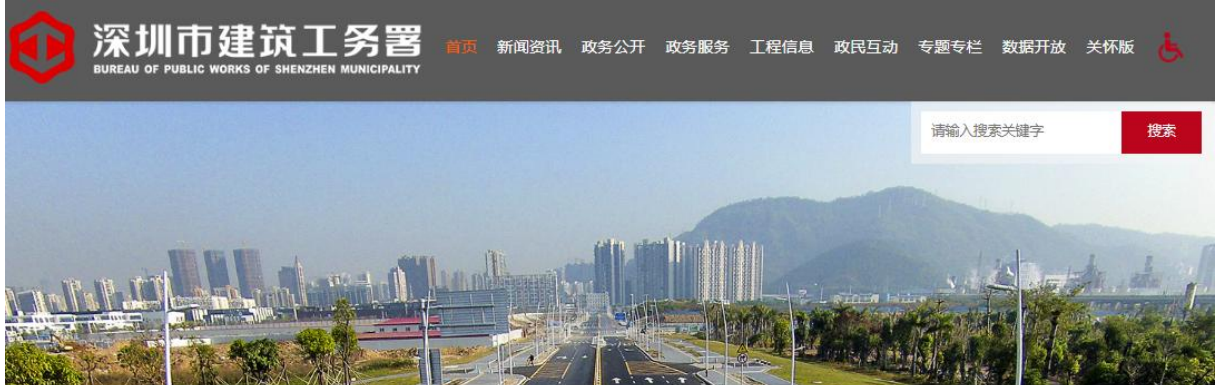 深圳市建筑工务署
BUREAU OF PUBLIC WORKS OF SHENZHEN MUNICIPALITY
首页 新闻资讯 政务公开 政务服务 工程信息 政民互动 专题专栏 数据开放 关怀版
请输入搜索关键字 搜索